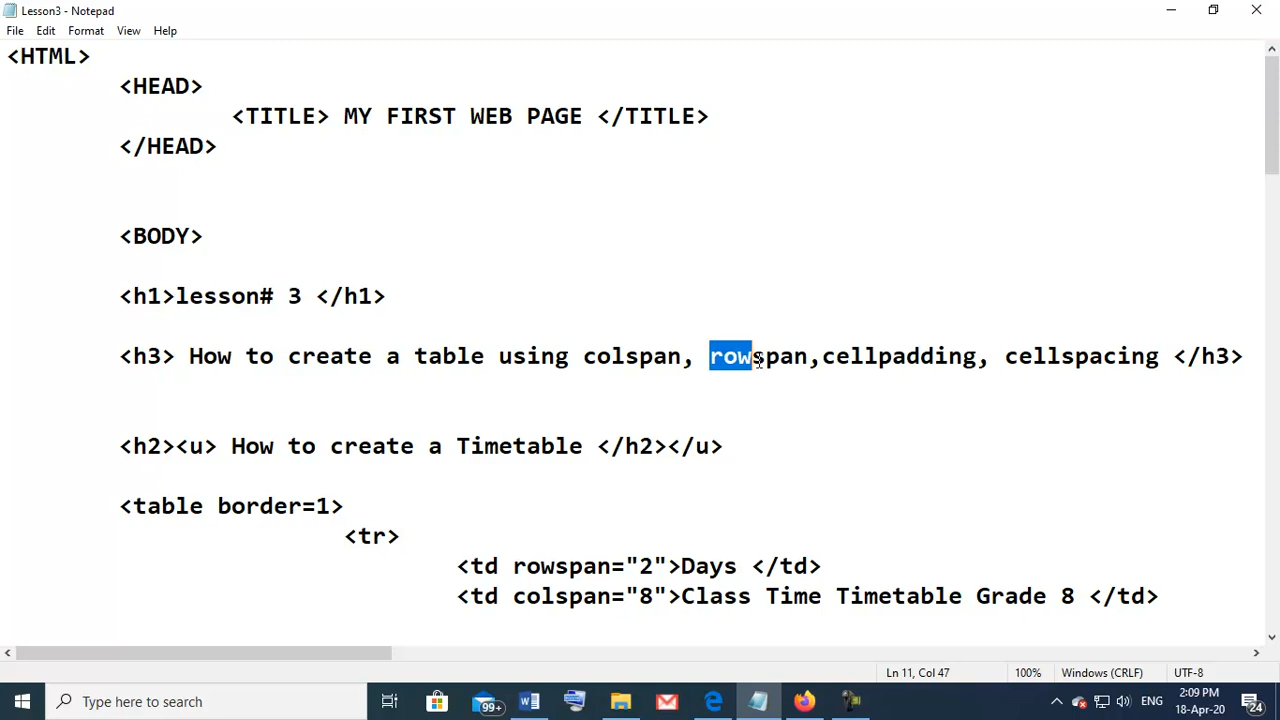 Lesson3 - Notepad
File Edit Format View Help
<HTML>
<HEAD>
<TITLE> MY FIRST WEB PAGE </TITLE>
</HEAD>
<BODY>
<h1>lesson# 3 </h1>
<h3> How to create a table using colspan, rowspan,cellpadding, cellspacing </h3>
<h2><u> How to create a Timetable </h2></u>
<table border=1>
<tr>
<td rowspan="2">Days </td>
<td colspan="8">Class Time Timetable Grade 8 </td>
Ln 11, Col 47 100% Windows (CRLF) UTF-8
Type here to search 99+ ENG 2:09 PM
18-Apr-20 24